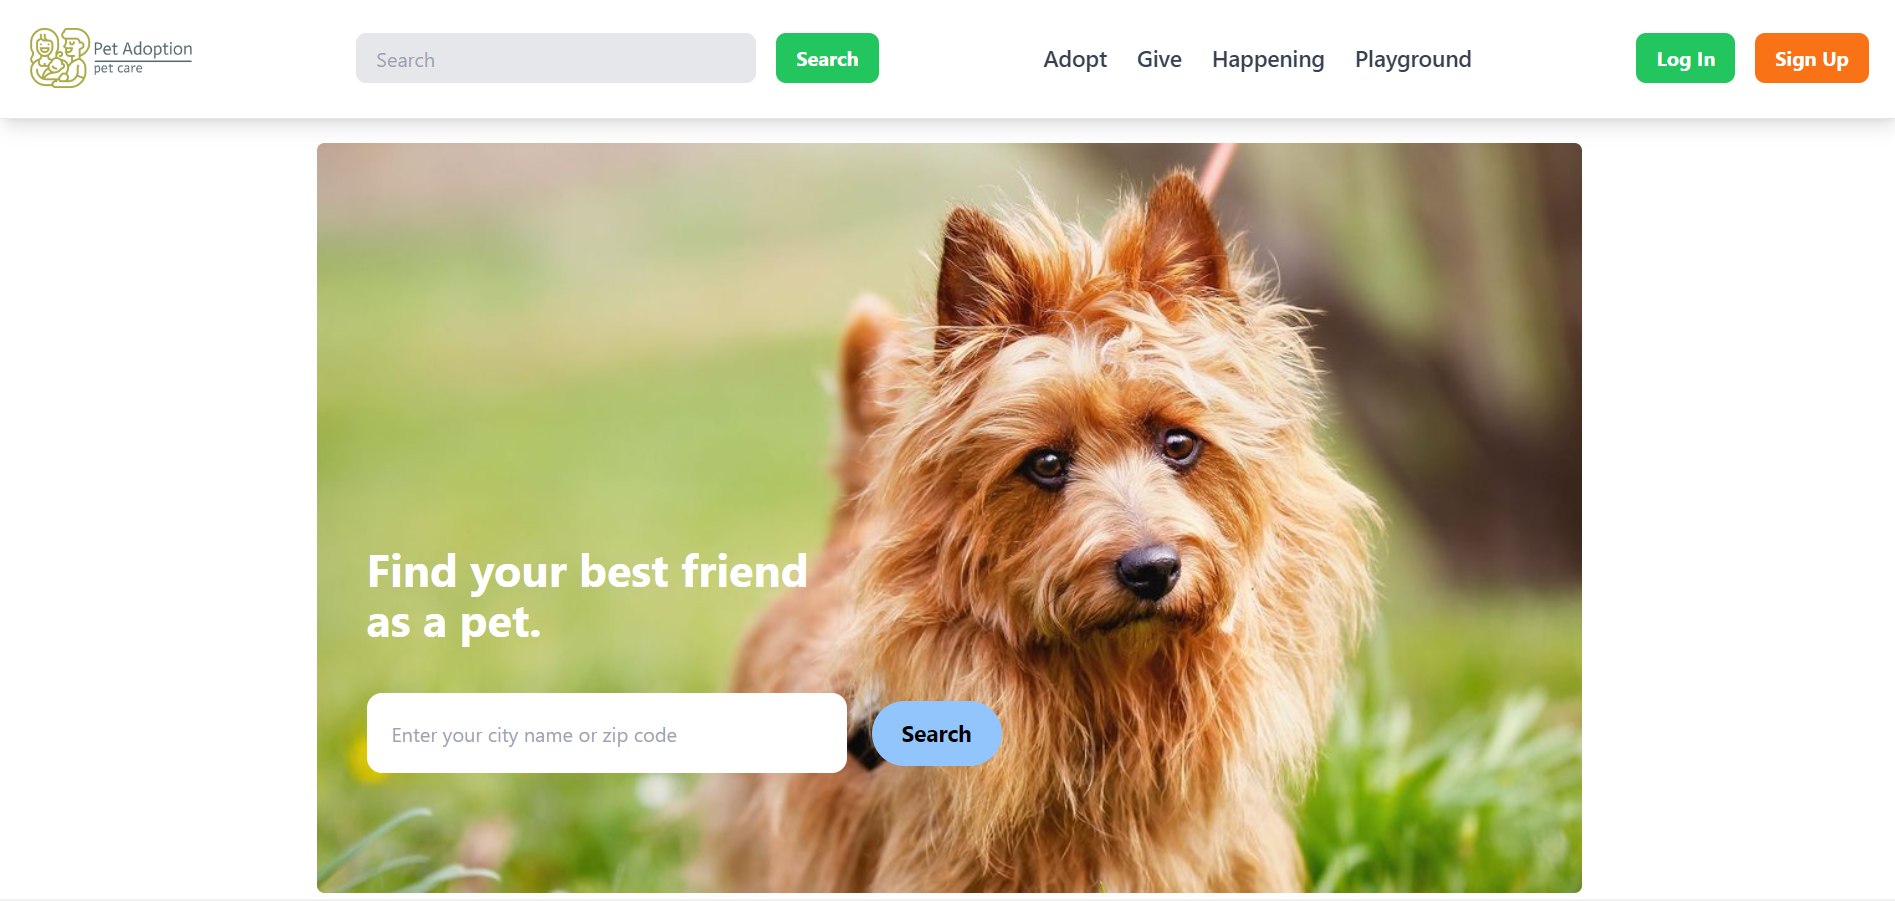 Pet Adoption
pet care
Search
Search
Adopt
Give
Happening
Playground
Log In
Sign Up
Find your best friend
as a pet.
Enter your city name or zip code
Search